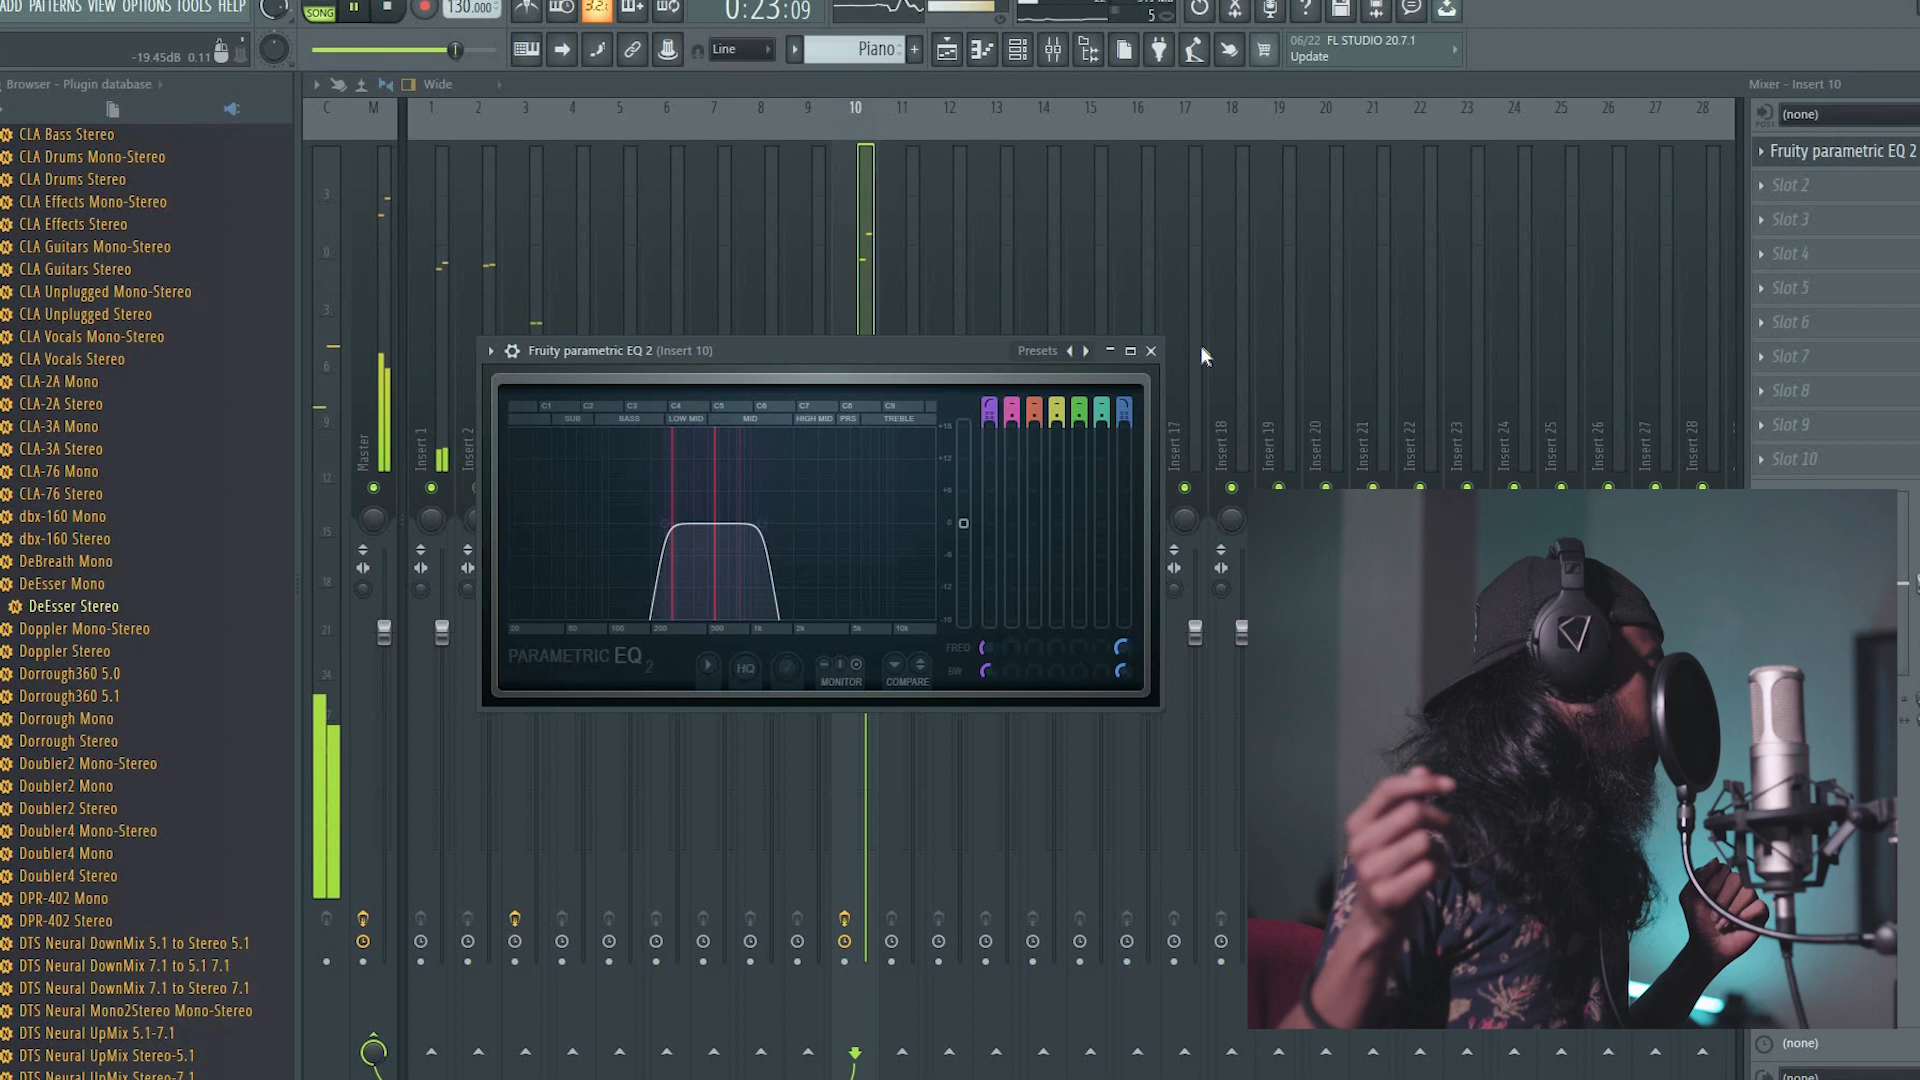 ADD PATTERNS VIEW OPTIONS TOOLS HELP
SONG
130.000
3.2.
0:23:09
5
-19.45dB 0.11
Line
Piano
06/22 FL STUDIO 20.7.1
Update
Browser - Plugin database
Wide
Mixer - Insert 10
C M 1 2 3 4 5 6 7 8 9 10 11 12 13 14 15 16 17 18 19 20 21 22 23 24 25 26 27 28
(none)
Fruity parametric EQ 2
Slot 2
Slot 3
Slot 4
Slot 5
Slot 6
Slot 7
Slot 8
Slot 9
Slot 10
(none)
(none)
CLA Bass Stereo
CLA Drums Mono-Stereo
CLA Drums Stereo
CLA Effects Mono-Stereo
CLA Effects Stereo
CLA Guitars Mono-Stereo
CLA Guitars Stereo
CLA Unplugged Mono-Stereo
CLA Unplugged Stereo
CLA Vocals Mono-Stereo
CLA Vocals Stereo
CLA-2A Mono
CLA-2A Stereo
CLA-3A Mono
CLA-3A Stereo
CLA-76 Mono
CLA-76 Stereo
dbx-160 Mono
dbx-160 Stereo
DeBreath Mono
DeEsser Mono
DeEsser Stereo
Doppler Mono-Stereo
Doppler Stereo
Dorrough360 5.0
Dorrough360 5.1
Dorrough Mono
Dorrough Stereo
Doubler2 Mono-Stereo
Doubler2 Mono
Doubler2 Stereo
Doubler4 Mono-Stereo
Doubler4 Mono
Doubler4 Stereo
DPR-402 Mono
DPR-402 Stereo
DTS Neural DownMix 5.1 to Stereo 5.1
DTS Neural DownMix 7.1 to 5.1 7.1
DTS Neural DownMix 7.1 to Stereo 7.1
DTS Neural Mono2Stereo Mono-Stereo
DTS Neural UpMix 5.1-7.1
DTS Neural UpMix Stereo-5.1
DTS Neural UpMix Stereo-7.1
3
0
3
6
9
12
15
18
21
24
Master
Insert 1
Insert 2
Insert 17
Insert 18
Insert 19
Insert 20
Insert 21
Insert 22
Insert 23
Insert 24
Insert 25
Insert 26
Insert 27
Insert 28
Fruity parametric EQ 2 (Insert 10)
Presets
C1 C2 C3 C4 C5 C6 C7 C8 C9
SUB BASS LOW MID MID HIGH MID PRS TREBLE
+18
+12
+6
0
-6
-12
-18
20 50 100 200 500 1k 2k 5k 10k
FREQ
BW
PARAMETRIC EQ 2
HQ
MONITOR
COMPARE